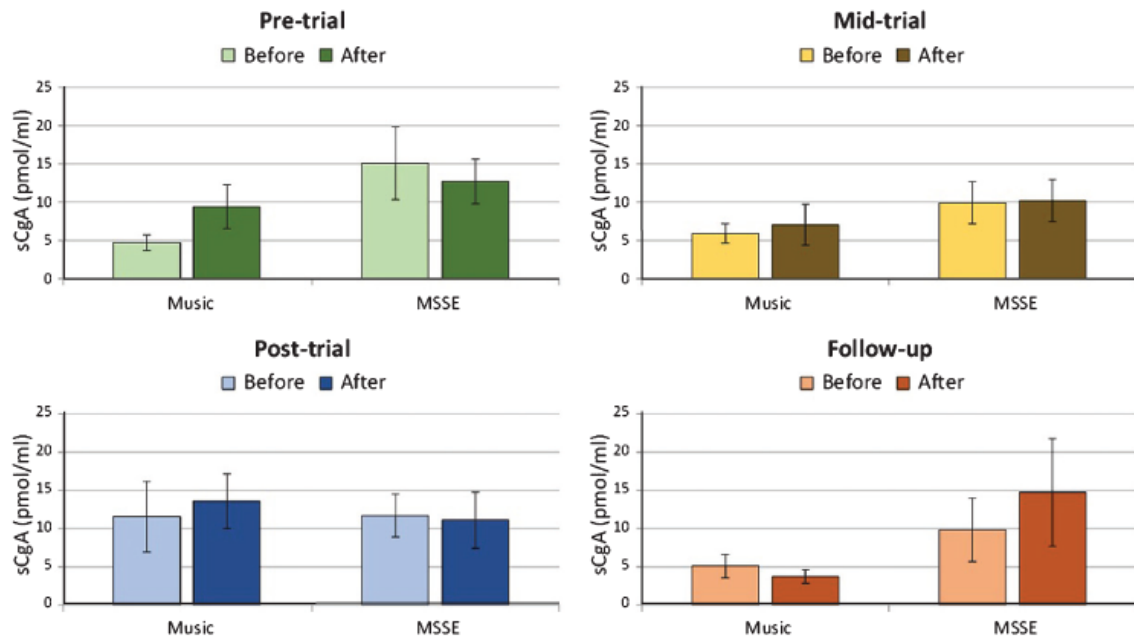 Pre-trial
Before After
sCgA (pmol/ml)
25
20
15
10
5
0
Music MSSE
Mid-trial
Before After
sCgA (pmol/ml)
25
20
15
10
5
0
Music MSSE
Post-trial
Before After
sCgA (pmol/ml)
25
20
15
10
5
0
Music MSSE
Follow-up
Before After
sCgA (pmol/ml)
25
20
15
10
5
0
Music MSSE